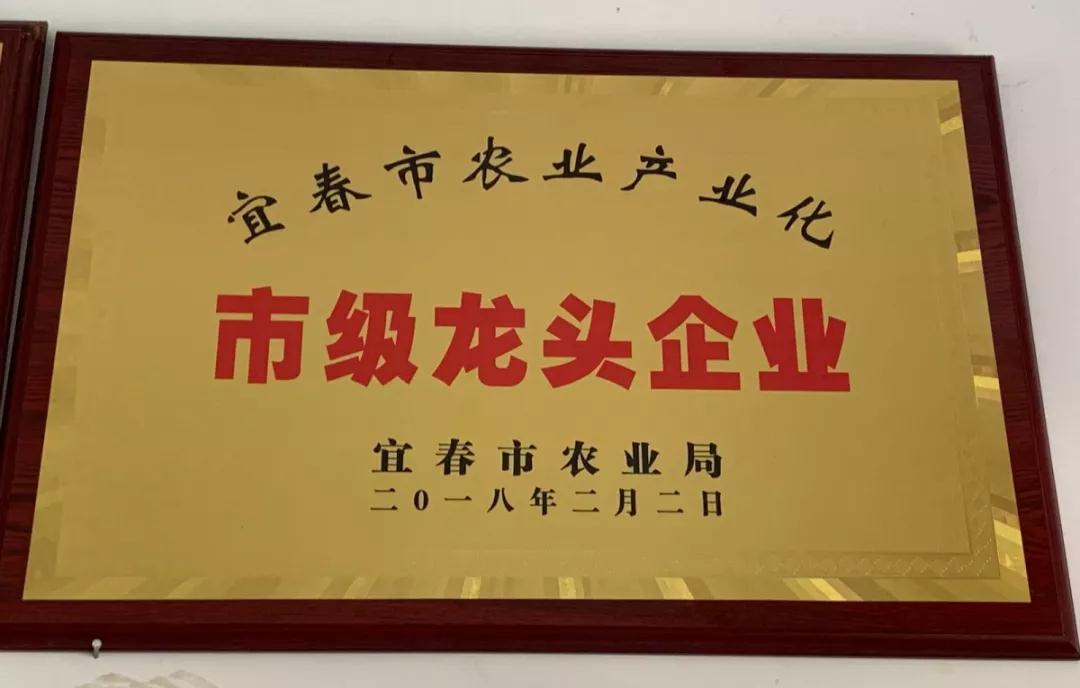 宜春市农业产业化
市级龙头企业
宜春市农业局
二0一八年二月二日